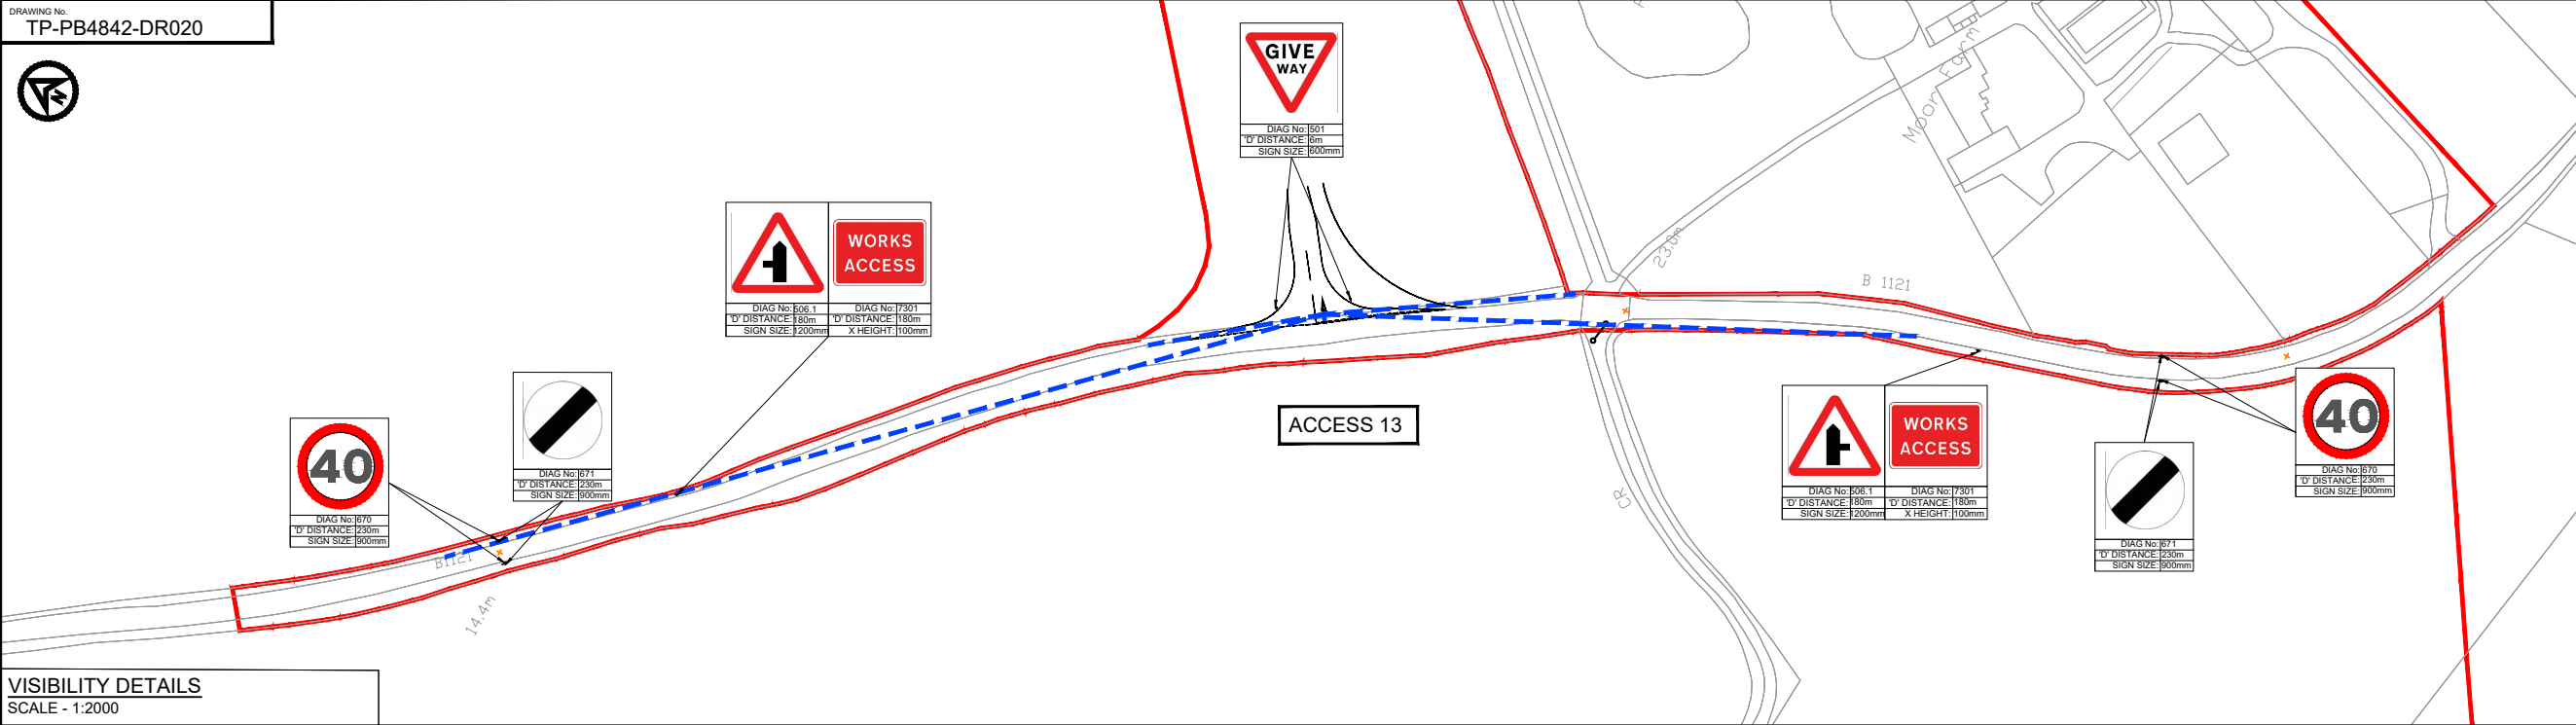 DRAWING No.
TP-PB4842-DR020
GIVE
WAY
DIAG No: 501
'D' DISTANCE: 6m
SIGN SIZE: 600mm
Moor Farm
23.0m
B 1121
WORKS
ACCESS
DIAG No: 506.1 DIAG No: 7301
'D' DISTANCE: 180m 'D' DISTANCE: 180m
SIGN SIZE: 1200mm X HEIGHT: 100mm
DIAG No: 671
'D' DISTANCE: 230m
SIGN SIZE: 900mm
40
DIAG No: 670
'D' DISTANCE: 230m
SIGN SIZE: 900mm
B1121
14.4m
ACCESS 13
CR
WORKS
ACCESS
DIAG No: 506.1 DIAG No: 7301
'D' DISTANCE: 180m 'D' DISTANCE: 180m
SIGN SIZE: 1200mm X HEIGHT: 100mm
40
DIAG No: 670
'D' DISTANCE: 230m
SIGN SIZE: 900mm
DIAG No: 671
'D' DISTANCE: 230m
SIGN SIZE: 900mm
VISIBILITY DETAILS
SCALE - 1:2000